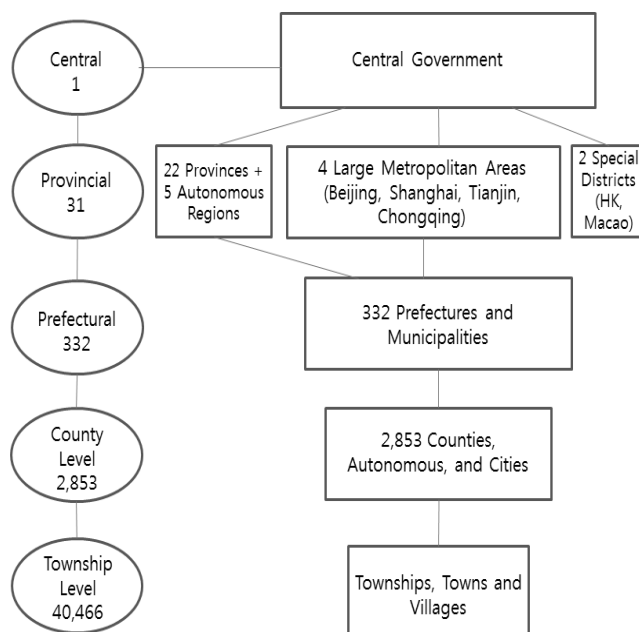 Central
1
Central Government
Provincial
31
22 Provinces +
5 Autonomous
Regions
4 Large Metropolitan Areas
(Beijing, Shanghai, Tianjin,
Chongqing)
2 Special
Districts
(HK,
Macao)
Prefectural
332
332 Prefectures and
Municipalities
County
Level
2,853
2,853 Counties,
Autonomous, and Cities
Township
Level
40,466
Townships, Towns and
Villages